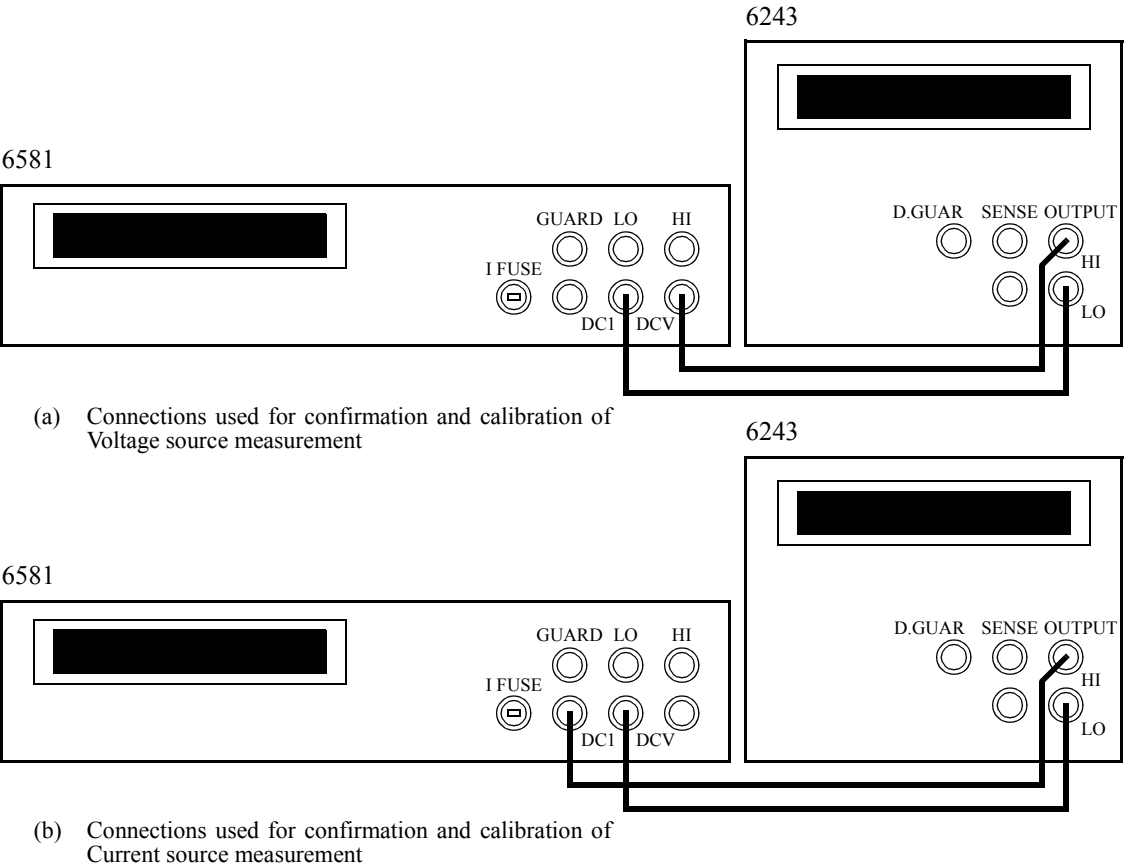 6243
6581
GUARD LO HI
I FUSE
DC1 DCV
D.GUAR SENSE OUTPUT
HI
LO
(a) Connections used for confirmation and calibration of
Voltage source measurement
6243
6581
GUARD LO HI
I FUSE
DC1 DCV
D.GUAR SENSE OUTPUT
HI
LO
(b) Connections used for confirmation and calibration of
Current source measurement